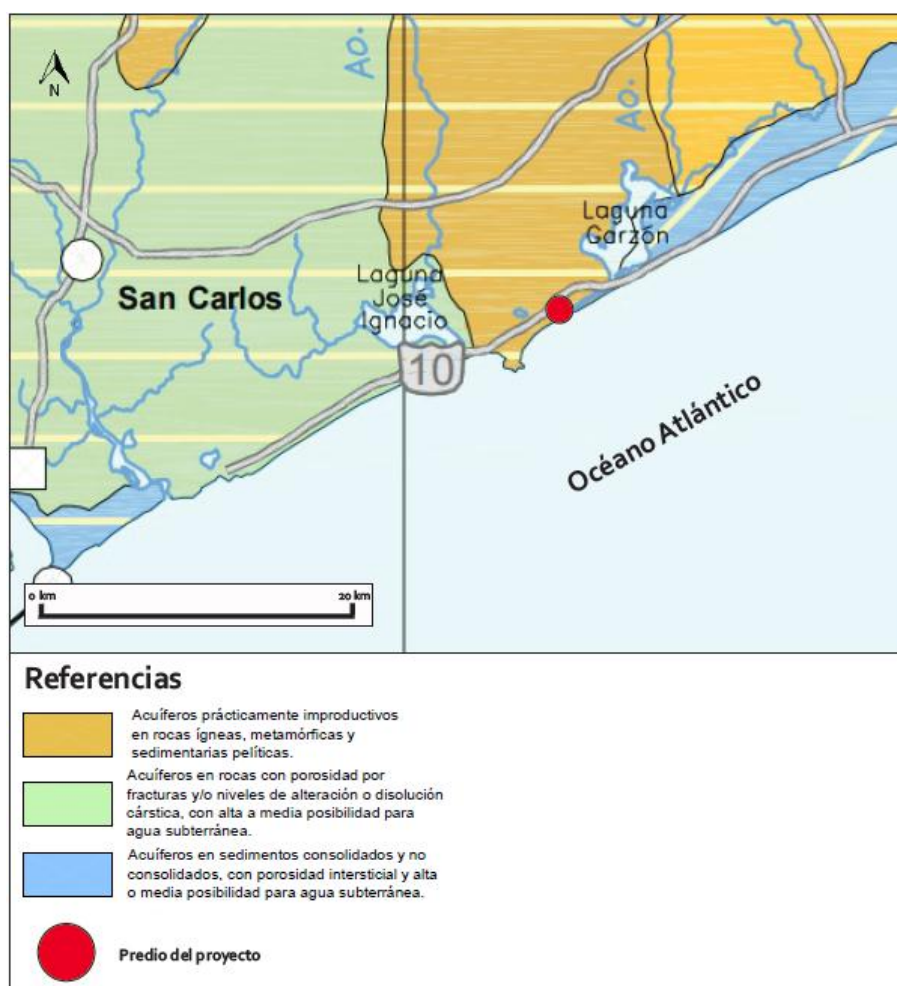 N
Ao.
Ao.
Laguna
Garzón
San Carlos
Laguna
José
Ignacio
10
Océano Atlántico
0 km
20 km
Referencias
Acuíferos prácticamente improductivos
en rocas ígneas, metamórficas y
sedimentarias pelíticas.
Acuíferos en rocas con porosidad por
fracturas y/o niveles de alteración o disolución
cárstica, con alta a media posibilidad para
agua subterránea.
Acuíferos en sedimentos consolidados y no
consolidados, con porosidad intersticial y alta
o media posibilidad para agua subterránea.
Predio del proyecto